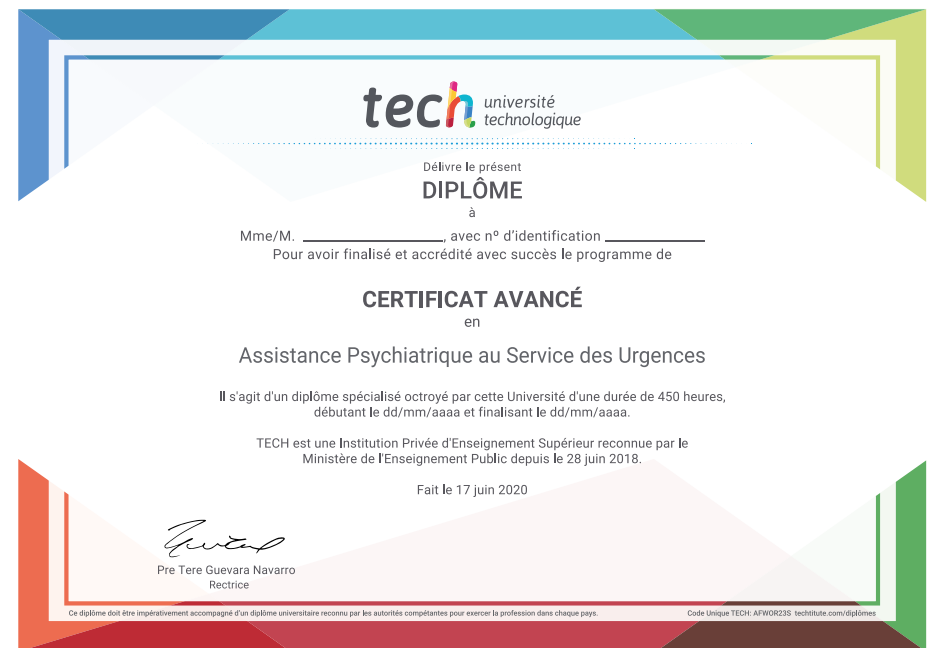 tech université
technologique
Délivre le présent
DIPLÔME
à
Mme/M. ____________________, avec nº d'identification ______________
Pour avoir finalisé et accrédité avec succès le programme de
CERTIFICAT AVANCÉ
en
Assistance Psychiatrique au Service des Urgences
Il s'agit d'un diplôme spécialisé octroyé par cette Université d'une durée de 450 heures,
débutant le dd/mm/aaaa et finalisant le dd/mm/aaaa.
TECH est une Institution Privée d'Enseignement Supérieur reconnue par le
Ministère de l'Enseignement Public depuis le 28 juin 2018.
Fait le 17 juin 2020
Pre Tere Guevara Navarro
Rectrice
Ce diplôme doit être impérativement accompagné d'un diplôme universitaire reconnu par les autorités compétantes pour exercer la profession dans chaque pays.
Code Unique TECH: AFWOR23S techtitute.com/diplômes